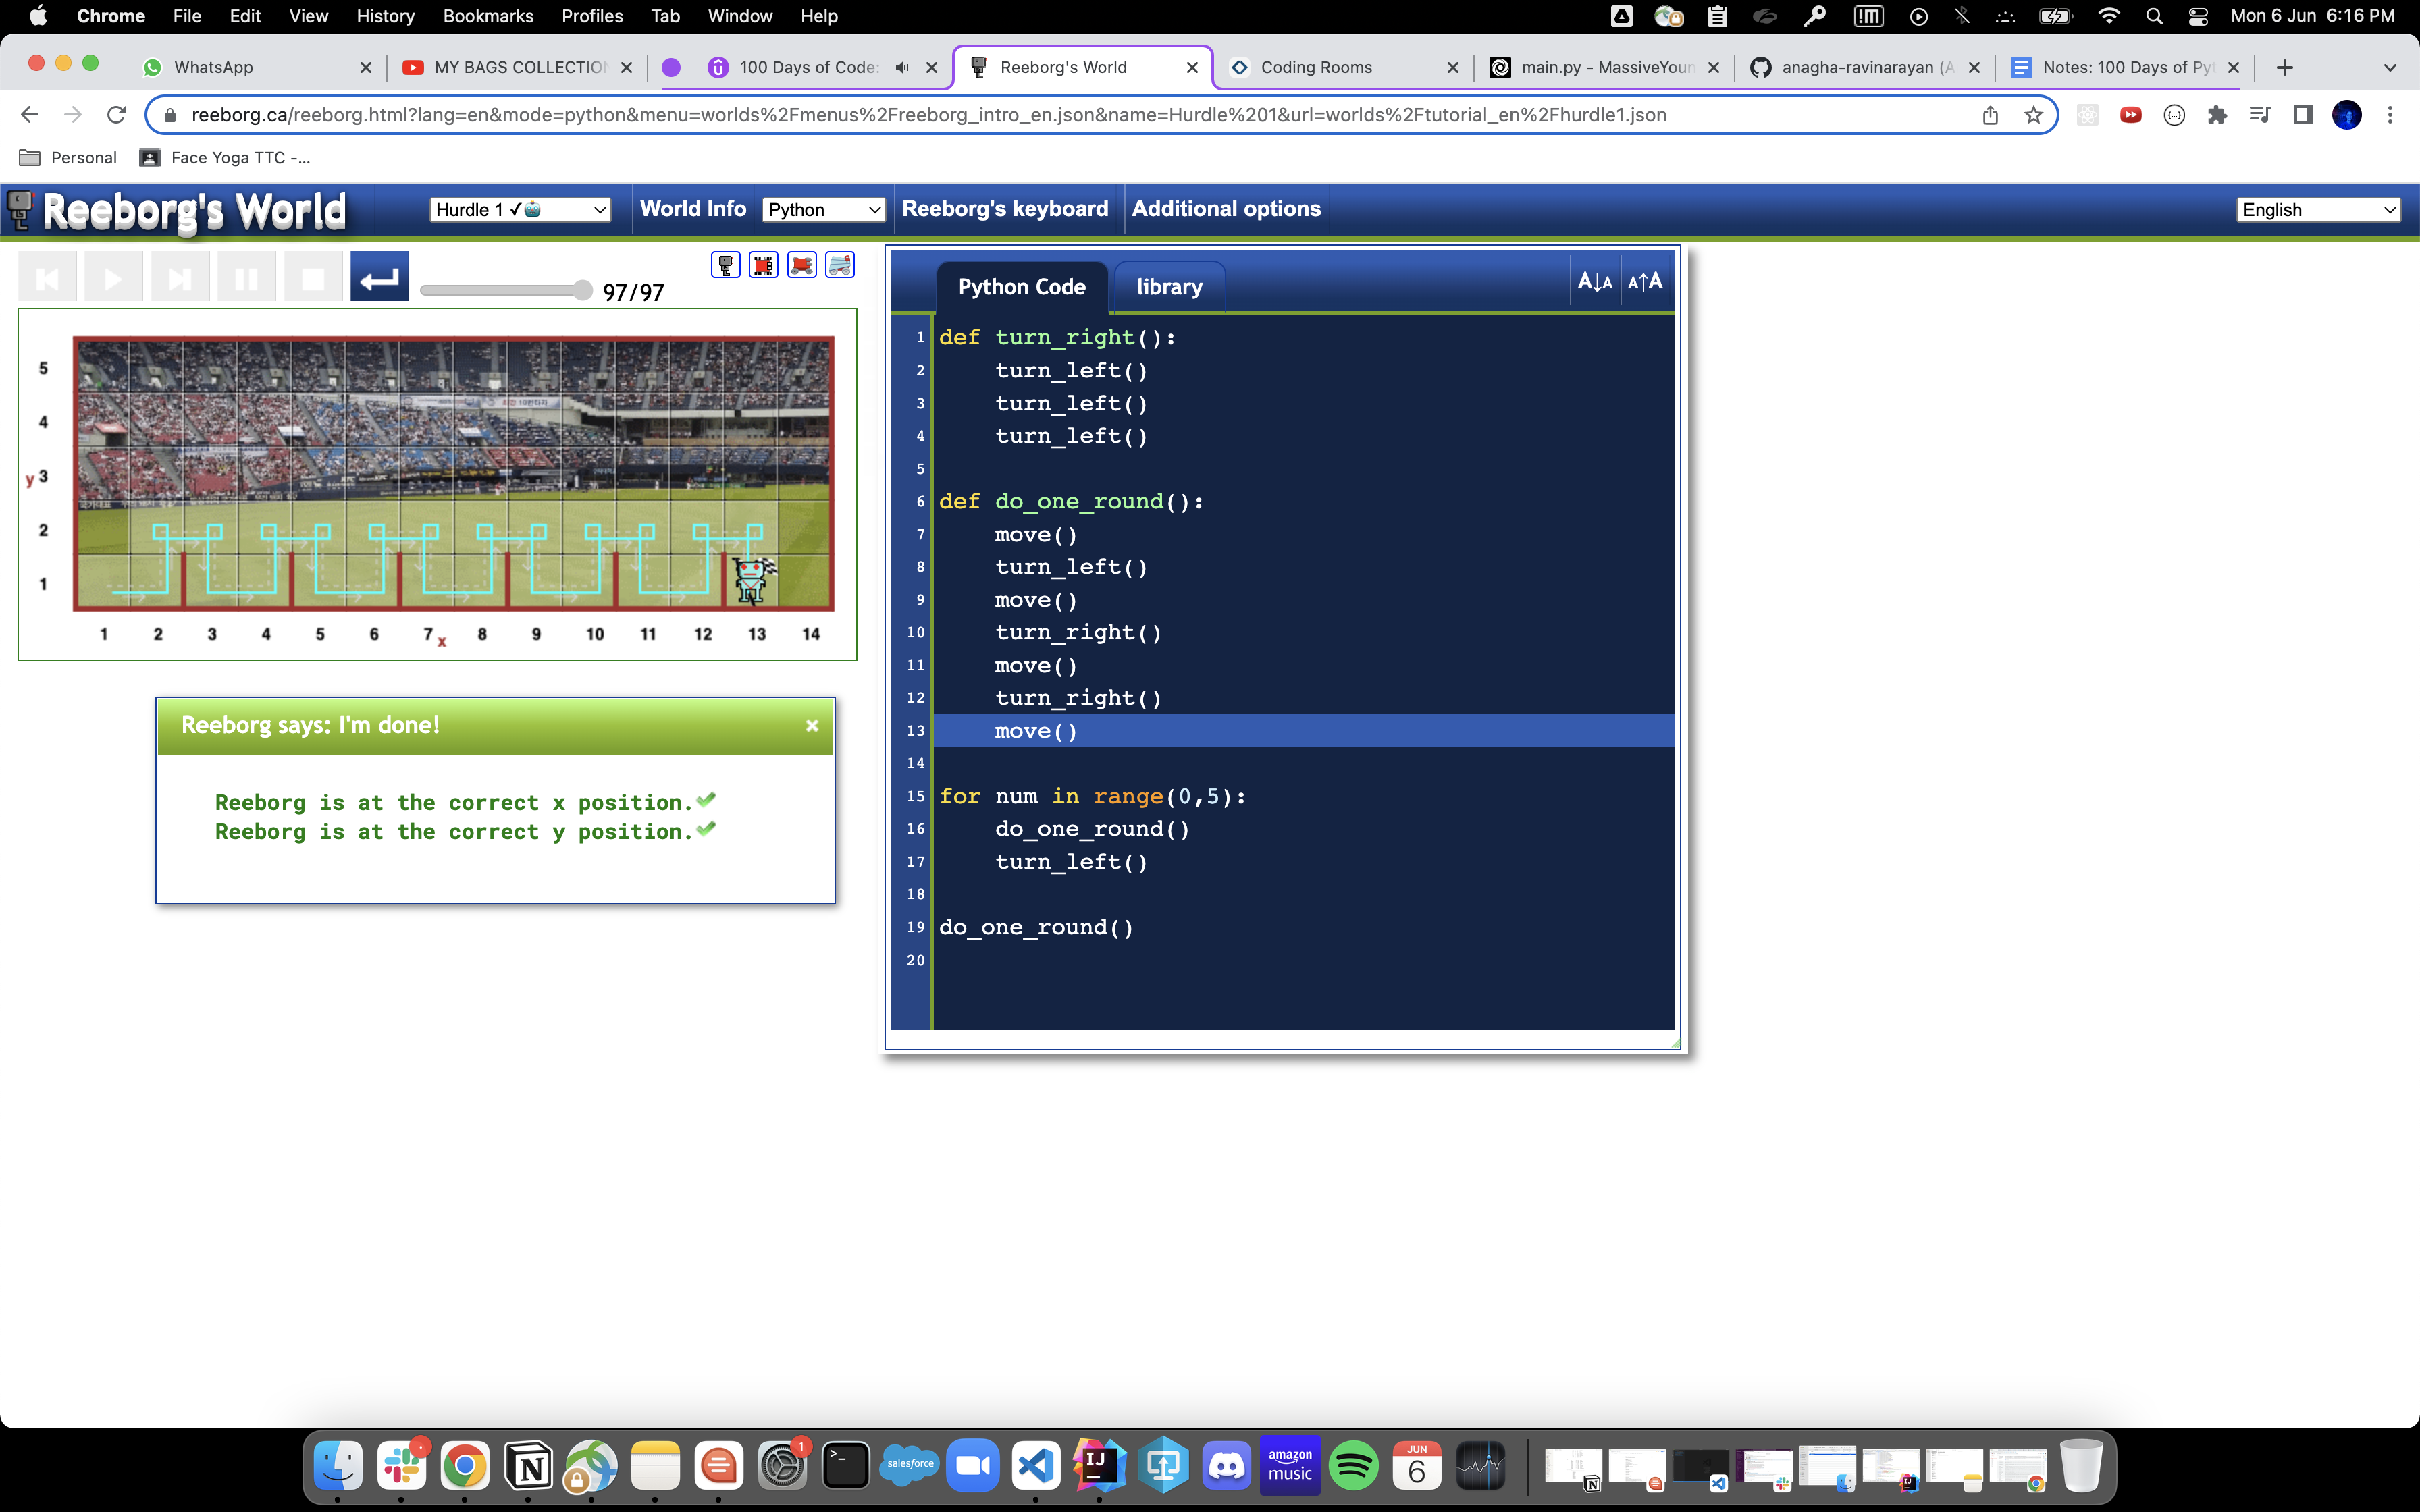 Chrome File Edit View History Bookmarks Profiles Tab Window Help Mon 6 Jun 6:16 PM
WhatsApp MY BAGS COLLECTION 100 Days of Code: Reeborg's World Coding Rooms main.py - MassiveYoun anagha-ravinarayan (A Notes: 100 Days of Pyt
reeborg.ca/reeborg.html?lang=en&mode=python&menu=worlds%2Fmenus%2Freeborg_intro_en.json&name=Hurdle%201&url=worlds%2Ftutorial_en%2Fhurdle1.json
Personal Face Yoga TTC -...
Reeborg's World Hurdle 1 ✓🤖 World Info Python Reeborg's keyboard Additional options English
97/97
5
4
y 3
2
1
1 2 3 4 5 6 7 x 8 9 10 11 12 13 14
Reeborg says: I'm done! ×
Reeborg is at the correct x position.✔
Reeborg is at the correct y position.✔
Python Code library A↓A A↑A
1 def turn_right():
2 turn_left()
3 turn_left()
4 turn_left()
5
6 def do_one_round():
7 move()
8 turn_left()
9 move()
10 turn_right()
11 move()
12 turn_right()
13 move()
14
15 for num in range(0,5):
16 do_one_round()
17 turn_left()
18
19 do_one_round()
20
1 >_ salesforce IJ amazon music JUN 6